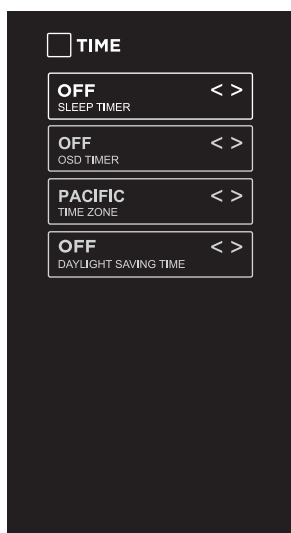 TIME
OFF < >
SLEEP TIMER
OFF < >
OSD TIMER
PACIFIC < >
TIME ZONE
OFF < >
DAYLIGHT SAVING TIME